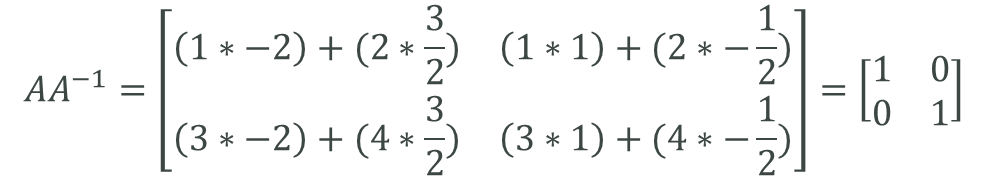 AA⁻¹ = [(1 ∗ −2) + (2 ∗ 3/2) (1 ∗ 1) + (2 ∗ −1/2)
(3 ∗ −2) + (4 ∗ 3/2) (3 ∗ 1) + (4 ∗ −1/2)] = [1 0
0 1]